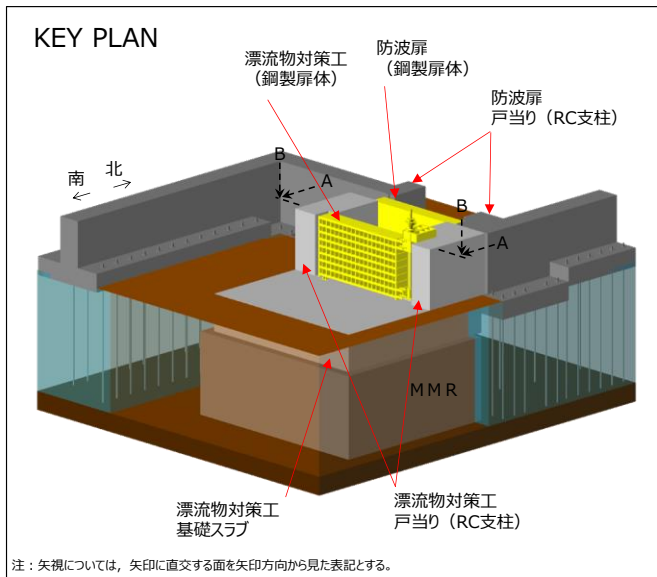 KEY PLAN
漂流物対策工
（鋼製扉体）
防波扉
（鋼製扉体）
防波扉
戸当り（RC支柱）
南 北
B
A
B
A
MMR
漂流物対策工
基礎スラブ
漂流物対策工
戸当り（RC支柱）
注：矢視については，矢印に直交する面を矢印方向から見た表記とする。